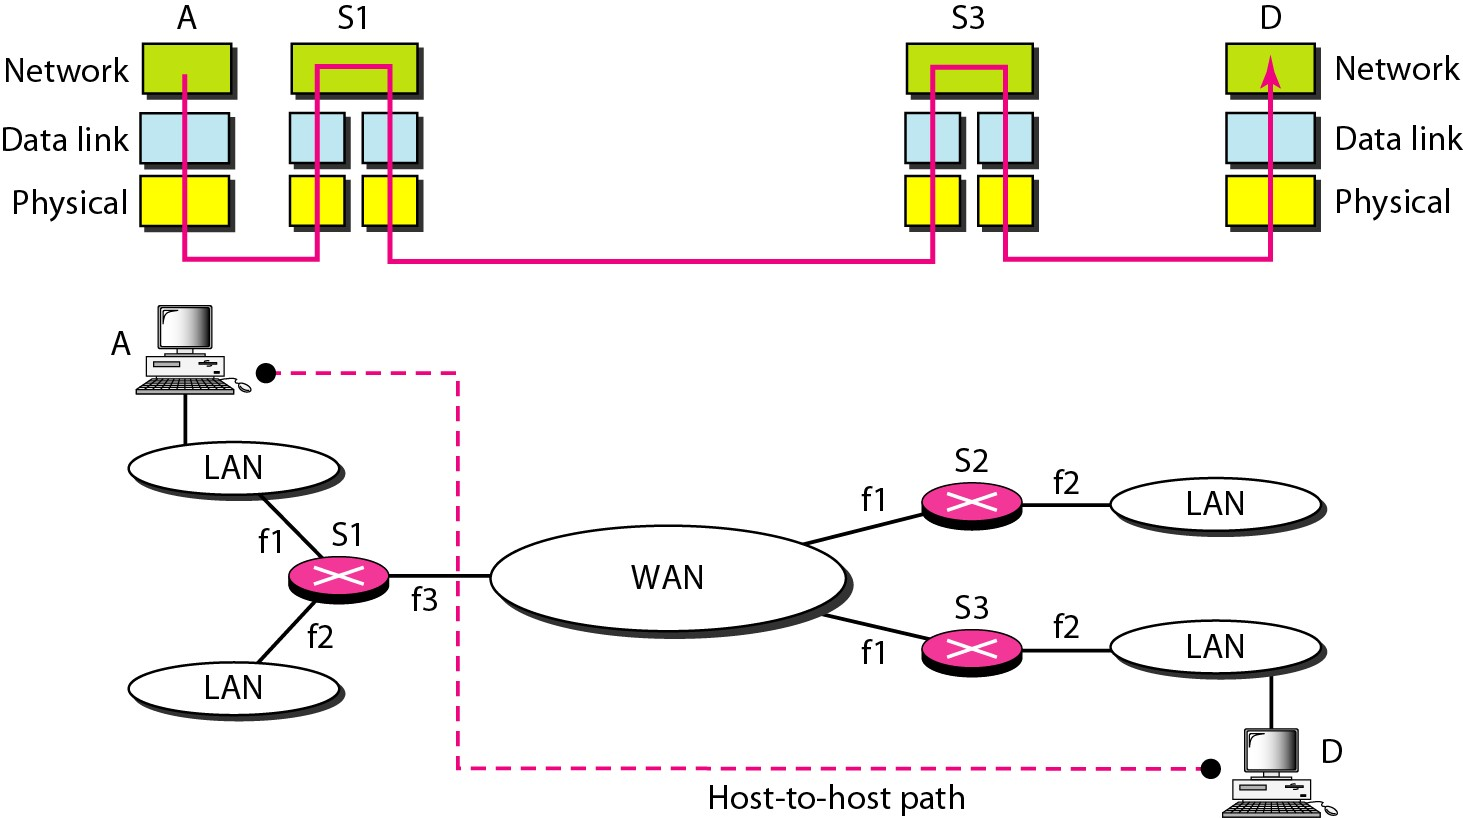 A
S1
S3
D
Network
Network
Data link
Data link
Physical
Physical
A
LAN
f1
S1
f3
f2
LAN
WAN
S2
f1
f2
LAN
S3
f1
f2
LAN
D
Host-to-host path